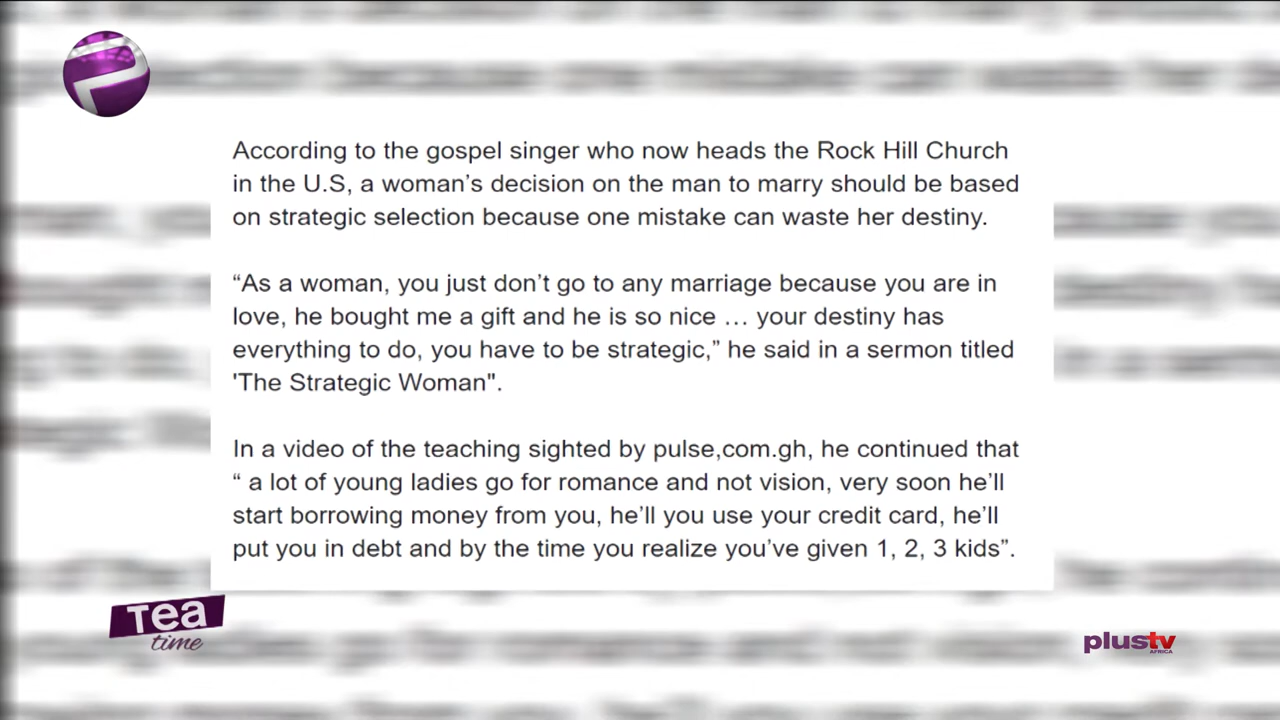 According to the gospel singer who now heads the Rock Hill Church
in the U.S, a woman’s decision on the man to marry should be based
on strategic selection because one mistake can waste her destiny.
“As a woman, you just don’t go to any marriage because you are in
love, he bought me a gift and he is so nice … your destiny has
everything to do, you have to be strategic,” he said in a sermon titled
'The Strategic Woman".
In a video of the teaching sighted by pulse,com.gh, he continued that
“ a lot of young ladies go for romance and not vision, very soon he’ll
start borrowing money from you, he’ll you use your credit card, he’ll
put you in debt and by the time you realize you’ve given 1, 2, 3 kids”.
Tea
time
plustv
AFRICA